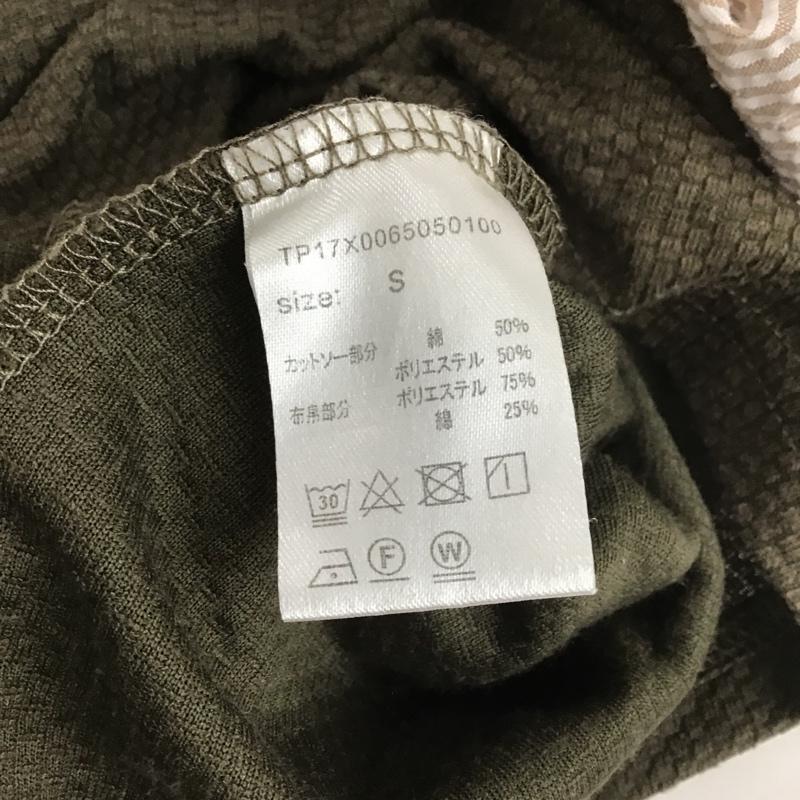 TP17X0065050100
size: S
カットソー部分 綿 50%
ポリエステル 50%
布帛部分 ポリエステル 75%
綿 25%
30
F W